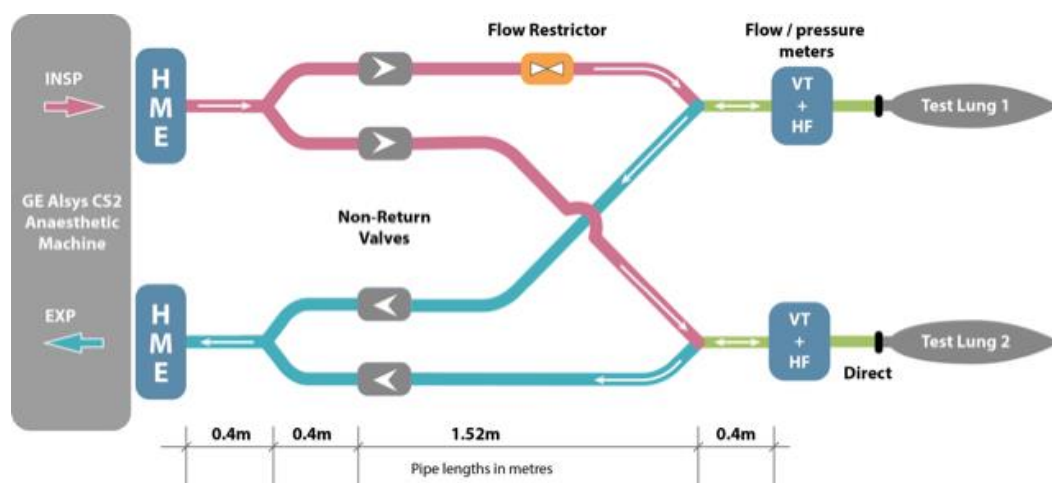 INSP
GE Alsys CS2
Anaesthetic
Machine
EXP
H
M
E
H
M
E
Flow Restrictor
Non-Return
Valves
Flow / pressure
meters
VT
+
HF
Test Lung 1
VT
+
HF
Direct
Test Lung 2
0.4m
0.4m
1.52m
0.4m
Pipe lengths in metres